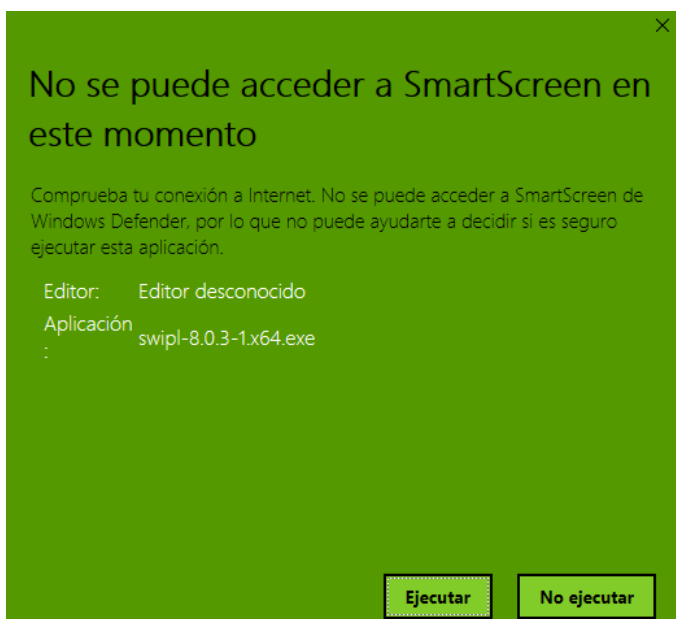 No se puede acceder a SmartScreen en
este momento
Comprueba tu conexión a Internet. No se puede acceder a SmartScreen de
Windows Defender, por lo que no puede ayudarte a decidir si es seguro
ejecutar esta aplicación.
Editor: Editor desconocido
Aplicación
: swipl-8.0.3-1.x64.exe
Ejecutar No ejecutar